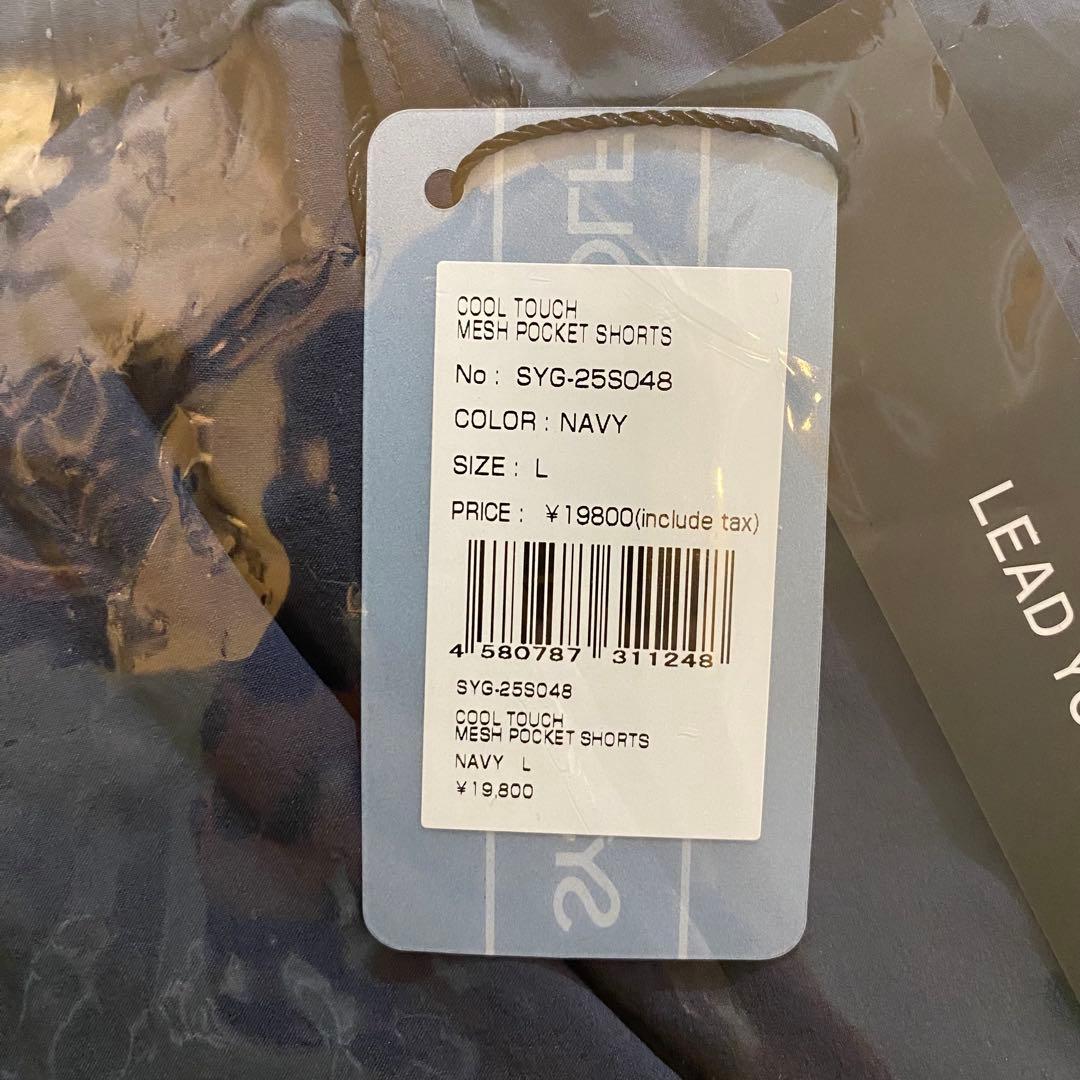 COOL TOUCH
MESH POCKET SHORTS
No : SYG-25S048
COLOR : NAVY
SIZE : L
PRICE : ¥19800(include tax)
4 580787 311248
SYG-25S048
COOL TOUCH
MESH POCKET SHORTS
NAVY L
¥19,800
LEAD